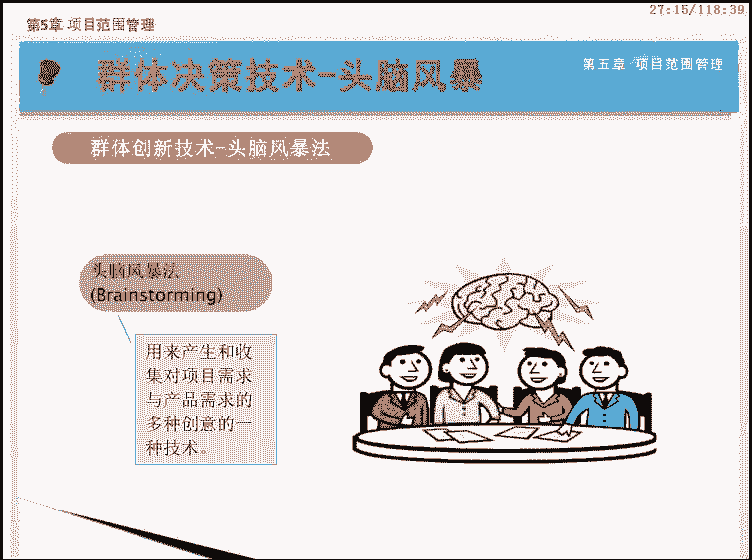 27:15/118:39
第5章 项目范围管理
群体决策技术-头脑风暴
第五章 项目范围管理
群体创新技术-头脑风暴法
头脑风暴法
(Brainstorming)
用来产生和收
集对项目需求
与产品需求的
多种创意的一
种技术。